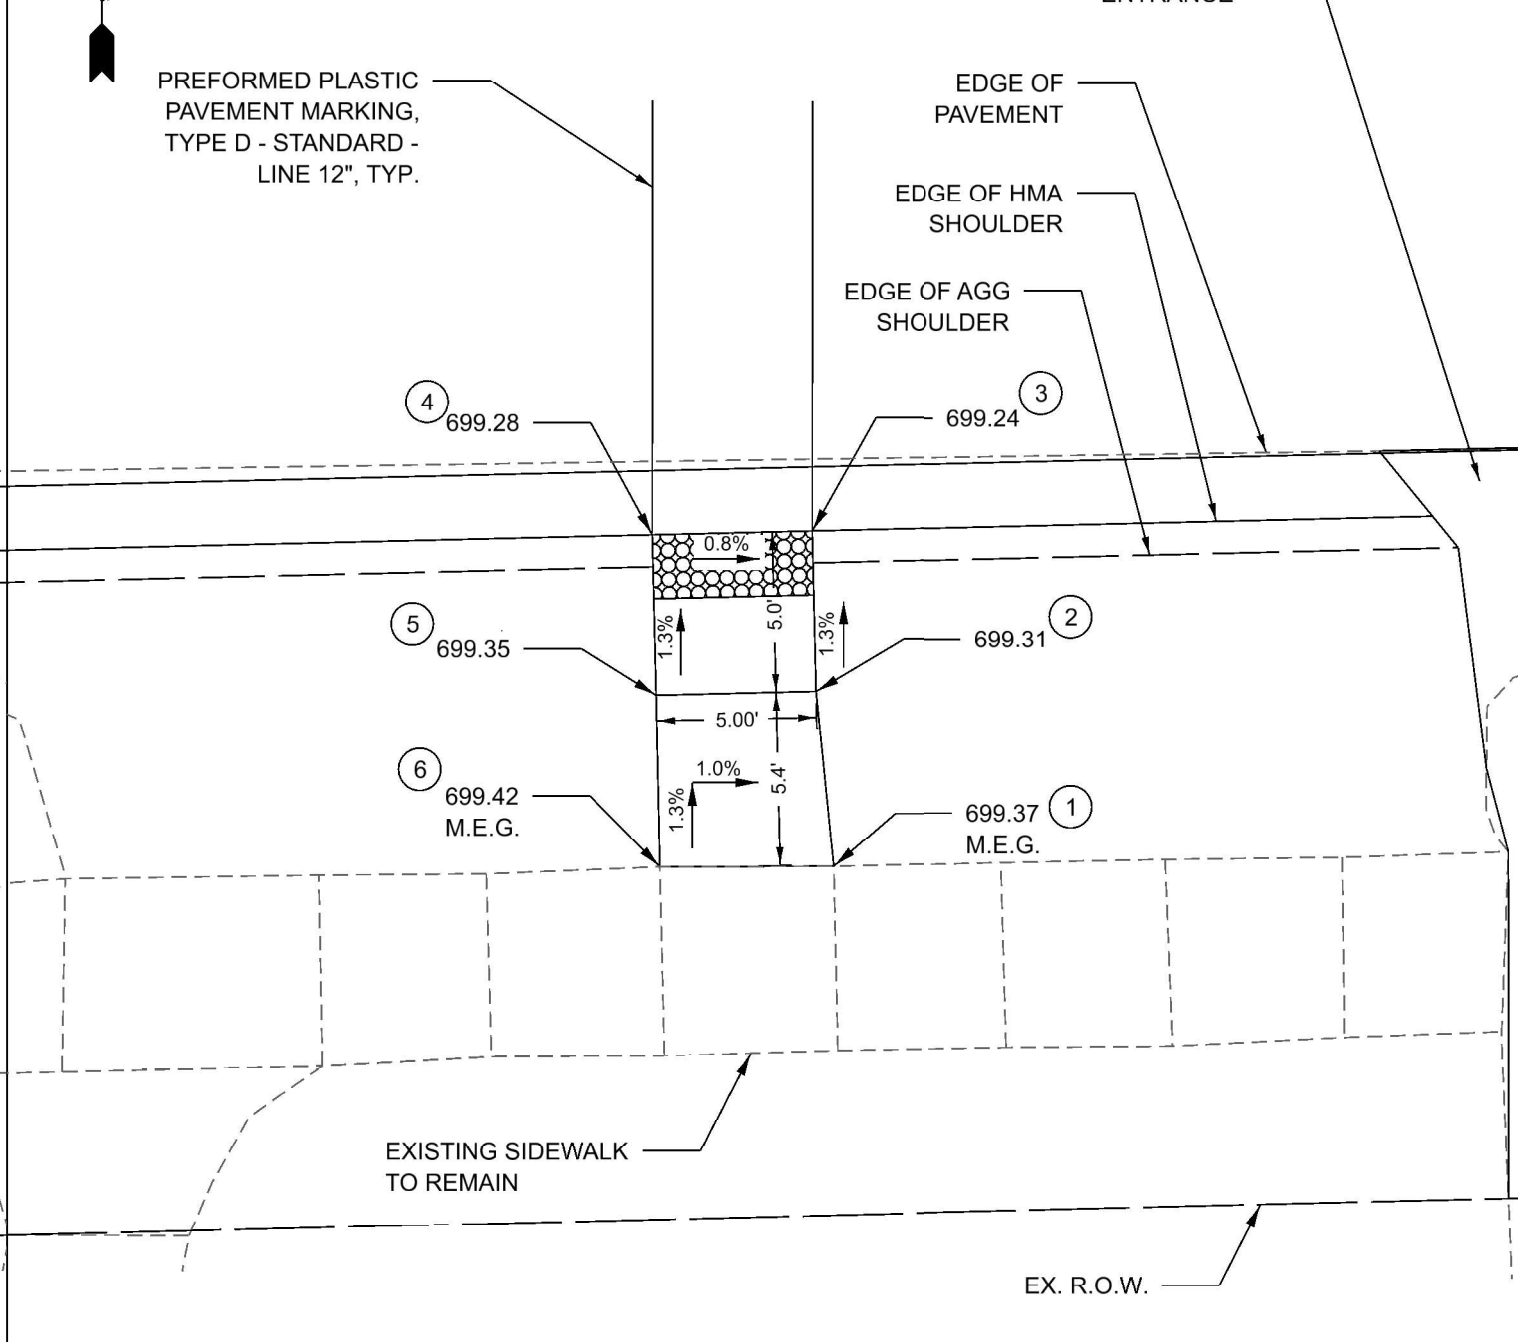 ENTRANCE
PREFORMED PLASTIC
PAVEMENT MARKING,
TYPE D - STANDARD -
LINE 12", TYP.
EDGE OF
PAVEMENT
EDGE OF HMA
SHOULDER
EDGE OF AGG
SHOULDER
4
699.28
699.24
3
0.8%
5
699.35
1.3%
5.0'
1.3%
699.31
2
5.00'
6
699.42
M.E.G.
1.0%
1.3%
5.4'
699.37
M.E.G.
1
EXISTING SIDEWALK
TO REMAIN
EX. R.O.W.